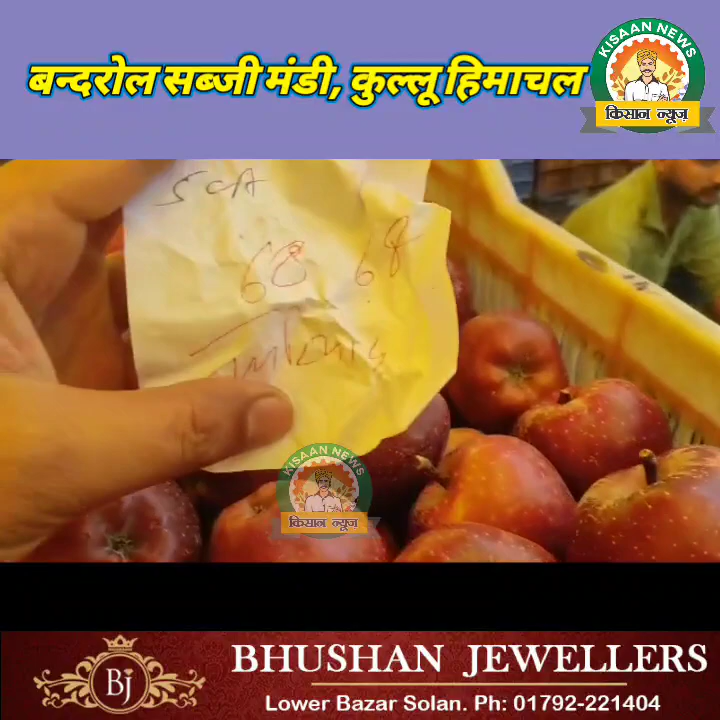 बन्दरोल सब्जी मंडी, कुल्लू हिमाचल
KISAAN NEWS
किसान न्यूज़
68 68
KISAAN NEWS
किसान न्यूज़
BJ
BHUSHAN JEWELLERS
Lower Bazar Solan. Ph: 01792-221404